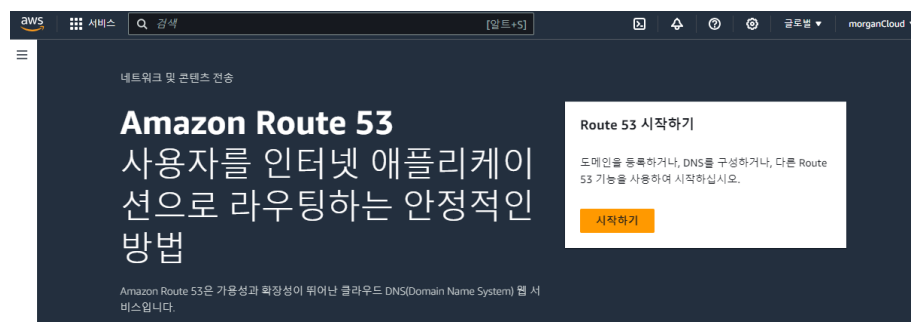 aws
서비스
검색
[알트+S]
글로벌 ▼
morganCloud
네트워크 및 콘텐츠 전송
Amazon Route 53
사용자를 인터넷 애플리케이
션으로 라우팅하는 안정적인
방법
Amazon Route 53은 가용성과 확장성이 뛰어난 클라우드 DNS(Domain Name System) 웹 서
비스입니다.
Route 53 시작하기
도메인을 등록하거나, DNS를 구성하거나, 다른 Route
53 기능을 사용하여 시작하십시오.
시작하기